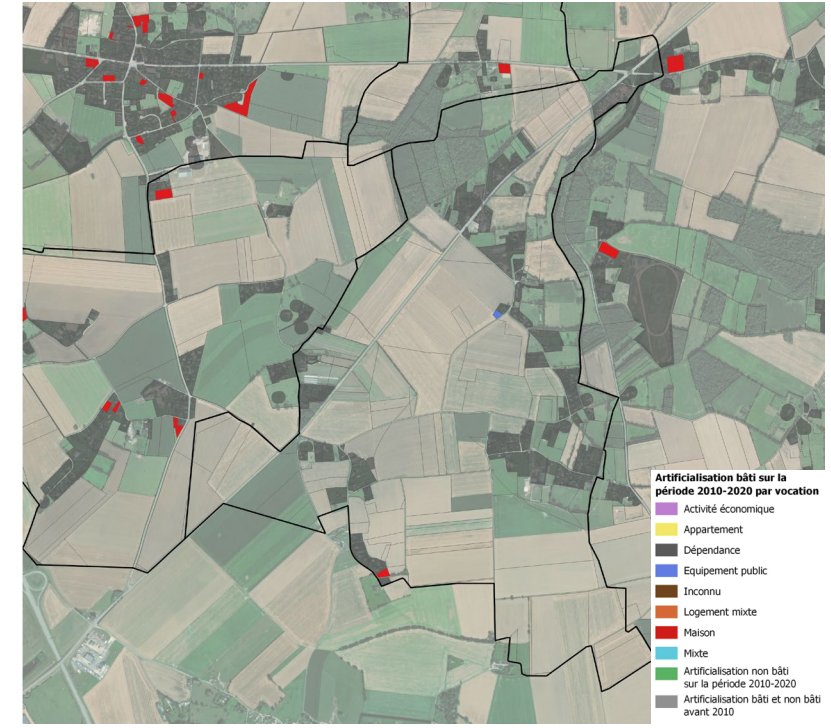 Artificialisation bâti sur la
période 2010-2020 par vocation
Activité économique
Appartement
Dépendance
Equipement public
Inconnu
Logement mixte
Maison
Mixte
Artificialisation non bâti
sur la période 2010-2020
Artificialisation bâti et non bâti
avant 2010